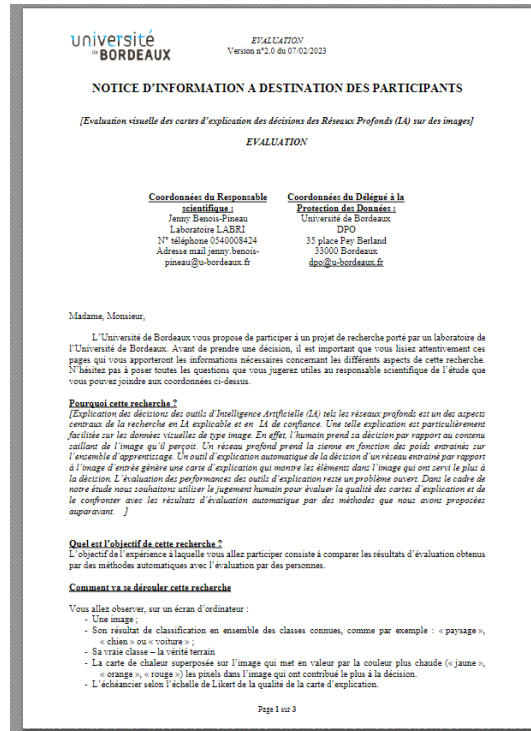 université
de BORDEAUX
EVALUATION
Version n°2.0 du 07/02/2023
NOTICE D'INFORMATION A DESTINATION DES PARTICIPANTS
[Evaluation visuelle des cartes d'explication des décisions des Réseaux Profonds (IA) sur des images]
EVALUATION
Coordonnées du Responsable
scientifique :
Jenny Benois-Pineau
Laboratoire LABRI
N° téléphone 0540008424
Adresse mail jenny.benois-
pineau@u-bordeaux.fr
Coordonnées du Délégué à la
Protection des Données :
Université de Bordeaux
DPO
35 place Pey Berland
33000 Bordeaux
dpo@u-bordeaux.fr
Madame, Monsieur,
L'Université de Bordeaux vous propose de participer à un projet de recherche porté par un laboratoire de
l'Université de Bordeaux. Avant de prendre une décision, il est important que vous lisiez attentivement ces
pages qui vous apporteront les informations nécessaires concernant les différents aspects de cette recherche.
N'hésitez pas à poser toutes les questions que vous jugerez utiles au responsable scientifique de l'étude que
vous pouvez joindre aux coordonnées ci-dessus.
Pourquoi cette recherche ?
[Explication des décisions des outils d'Intelligence Artificielle (IA) tels les réseaux profonds est un des aspects
centraux de la recherche en IA explicable et en IA de confiance. Une telle explication est particulièrement
facilitée sur les données visuelles de type image. En effet, l'humain prend sa décision par rapport au contenu
saillant de l'image qu'il perçoit. Un réseau profond prend la sienne en fonction des poids entrainés sur
l'ensemble d'apprentissage. Un outil d'explication automatique de la décision d'un réseau entrainé par rapport
à l'image d'entrée génère une carte d'explication qui montre les éléments dans l'image qui ont servi le plus à
la décision. L'évaluation des performances des outils d'explication reste un problème ouvert. Dans le cadre de
notre étude nous souhaitons utiliser le jugement humain pour évaluer la qualité des cartes d'explication et de
le confronter avec les résultats d'évaluation automatique par des méthodes que nous avons proposées
auparavant. ]
Quel est l'objectif de cette recherche ?
L'objectif de l'expérience à laquelle vous allez participer consiste à comparer les résultats d'évaluation obtenus
par des méthodes automatiques avec l'évaluation par des personnes.
Comment va se dérouler cette recherche
Vous allez observer, sur un écran d'ordinateur :
- Une image ;
- Son résultat de classification en ensemble des classes connues, comme par exemple : « paysage »,
« chien » ou « voiture » ;
- Sa vraie classe – la vérité terrain
- La carte de chaleur superposée sur l'image qui met en valeur par la couleur plus chaude (« jaune »,
« orange », « rouge ») les pixels dans l'image qui ont contribué le plus à la décision.
- L'échéancier selon l'échelle de Likert de la qualité de la carte d'explication.
Page 1 sur 3